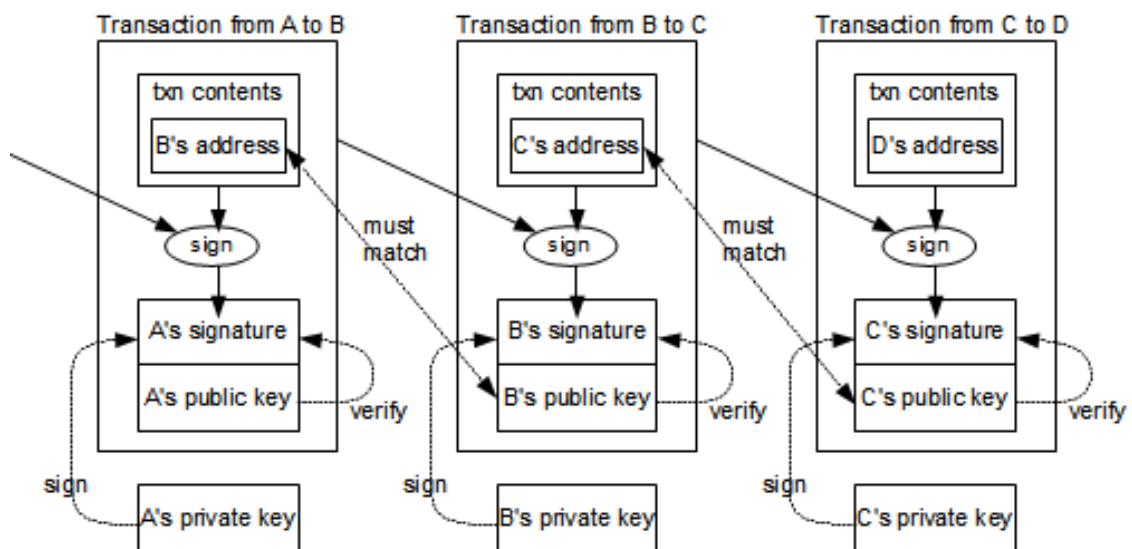 Transaction from A to B
txn contents
B's address
sign
A's signature
A's public key
verify
sign
A's private key
must
match
Transaction from B to C
txn contents
C's address
sign
B's signature
B's public key
verify
sign
B's private key
must
match
Transaction from C to D
txn contents
D's address
sign
C's signature
C's public key
verify
sign
C's private key